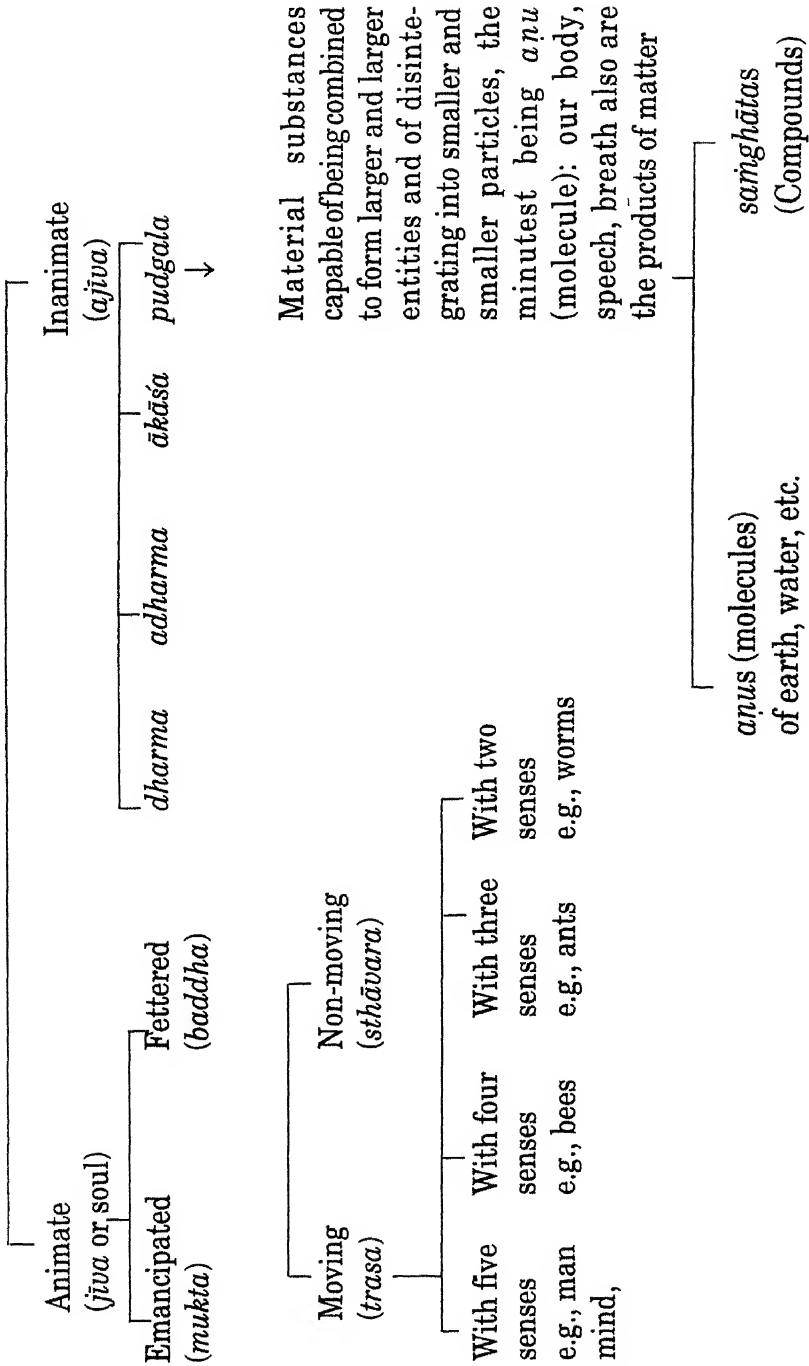 Animate
(jīva or soul)
Inanimate
(ajīva)
Emancipated
(mukta)
Fettered
(baddha)
dharma
adharma
ākāśa
pudgala
↓
Moving
(trasa)
Non-moving
(sthāvara)
With five
senses
e.g., man
mind,
With four
senses
e.g., bees
With three
senses
e.g., ants
With two
senses
e.g., worms
Material substances
capable of being combined
to form larger and larger
entities and of disinte-
grating into smaller and
smaller particles, the
minutest being aṇu
(molecule): our body,
speech, breath also are
the products of matter
aṇus (molecules)
of earth, water, etc.
saṁghātas
(Compounds)